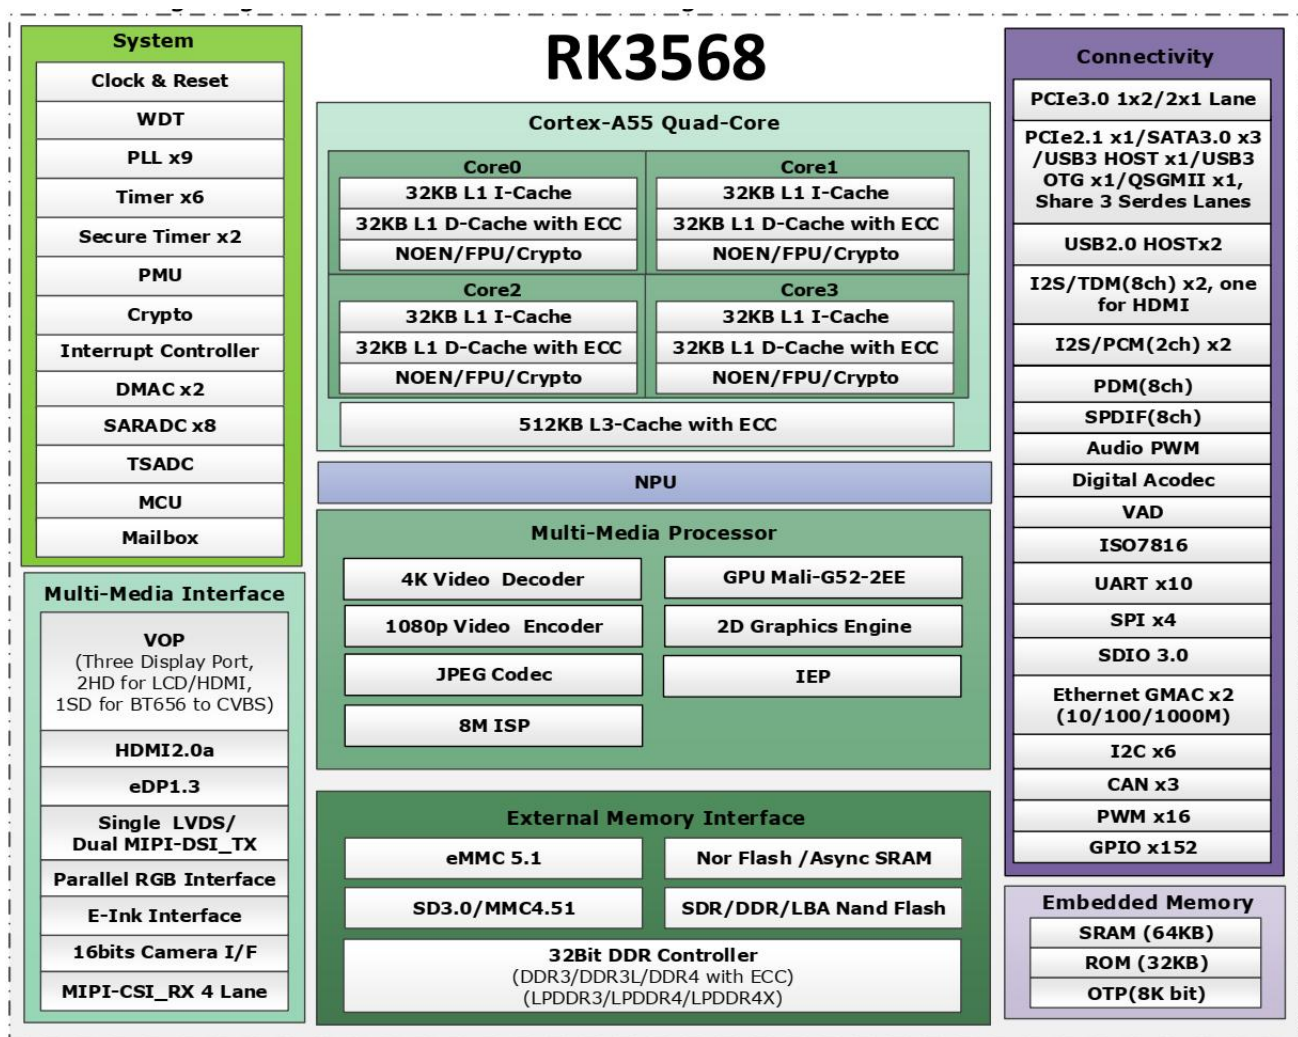 RK3568
System
Clock & Reset
WDT
PLL x9
Timer x6
Secure Timer x2
PMU
Crypto
Interrupt Controller
DMAC x2
SARADC x8
TSADC
MCU
Mailbox
Multi-Media Interface
VOP
(Three Display Port,
2HD for LCD/HDMI,
1SD for BT656 to CVBS)
HDMI2.0a
eDP1.3
Single LVDS/
Dual MIPI-DSI_TX
Parallel RGB Interface
E-Ink Interface
16bits Camera I/F
MIPI-CSI_RX 4 Lane
Cortex-A55 Quad-Core
Core0
32KB L1 I-Cache
32KB L1 D-Cache with ECC
NOEN/FPU/Crypto
Core1
32KB L1 I-Cache
32KB L1 D-Cache with ECC
NOEN/FPU/Crypto
Core2
32KB L1 I-Cache
32KB L1 D-Cache with ECC
NOEN/FPU/Crypto
Core3
32KB L1 I-Cache
32KB L1 D-Cache with ECC
NOEN/FPU/Crypto
512KB L3-Cache with ECC
NPU
Multi-Media Processor
4K Video Decoder
GPU Mali-G52-2EE
1080p Video Encoder
2D Graphics Engine
JPEG Codec
IEP
8M ISP
External Memory Interface
eMMC 5.1
Nor Flash /Async SRAM
SD3.0/MMC4.51
SDR/DDR/LBA Nand Flash
32Bit DDR Controller
(DDR3/DDR3L/DDR4 with ECC)
(LPDDR3/LPDDR4/LPDDR4X)
Connectivity
PCIe3.0 1x2/2x1 Lane
PCIe2.1 x1/SATA3.0 x3
/USB3 HOST x1/USB3
OTG x1/QSGMII x1,
Share 3 Serdes Lanes
USB2.0 HOSTx2
I2S/TDM(8ch) x2, one
for HDMI
I2S/PCM(2ch) x2
PDM(8ch)
SPDIF(8ch)
Audio PWM
Digital Acodec
VAD
ISO7816
UART x10
SPI x4
SDIO 3.0
Ethernet GMAC x2
(10/100/1000M)
I2C x6
CAN x3
PWM x16
GPIO x152
Embedded Memory
SRAM (64KB)
ROM (32KB)
OTP(8K bit)